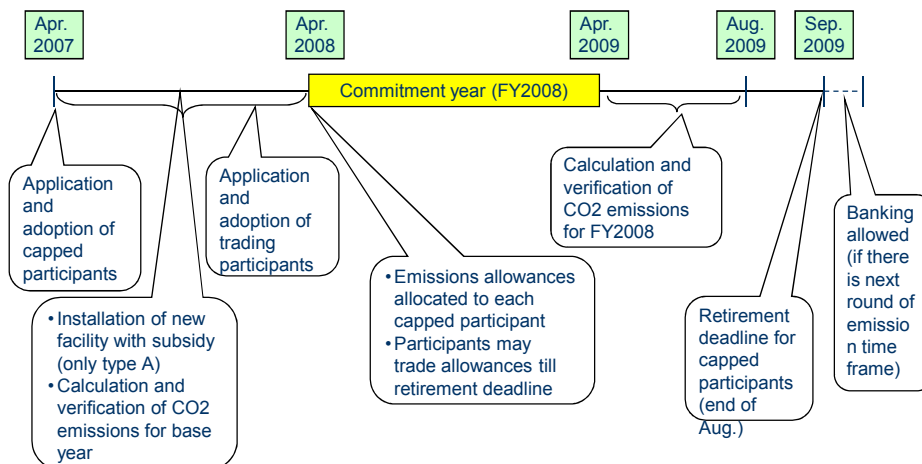 Apr.
2007
Apr.
2008
Apr.
2009
Aug.
2009
Sep.
2009
Commitment year (FY2008)
Application
and
adoption of
capped
participants
Application
and
adoption of
trading
participants
Calculation and
verification of
CO2 emissions
for FY2008
Banking
allowed
(if there
is next
round of
emissio
n time
frame)
• Installation of new
facility with subsidy
(only type A)
• Calculation and
verification of CO2
emissions for base
year
• Emissions allowances
allocated to each
capped participant
• Participants may
trade allowances till
retirement deadline
Retirement
deadline for
capped
participants
(end of
Aug.)